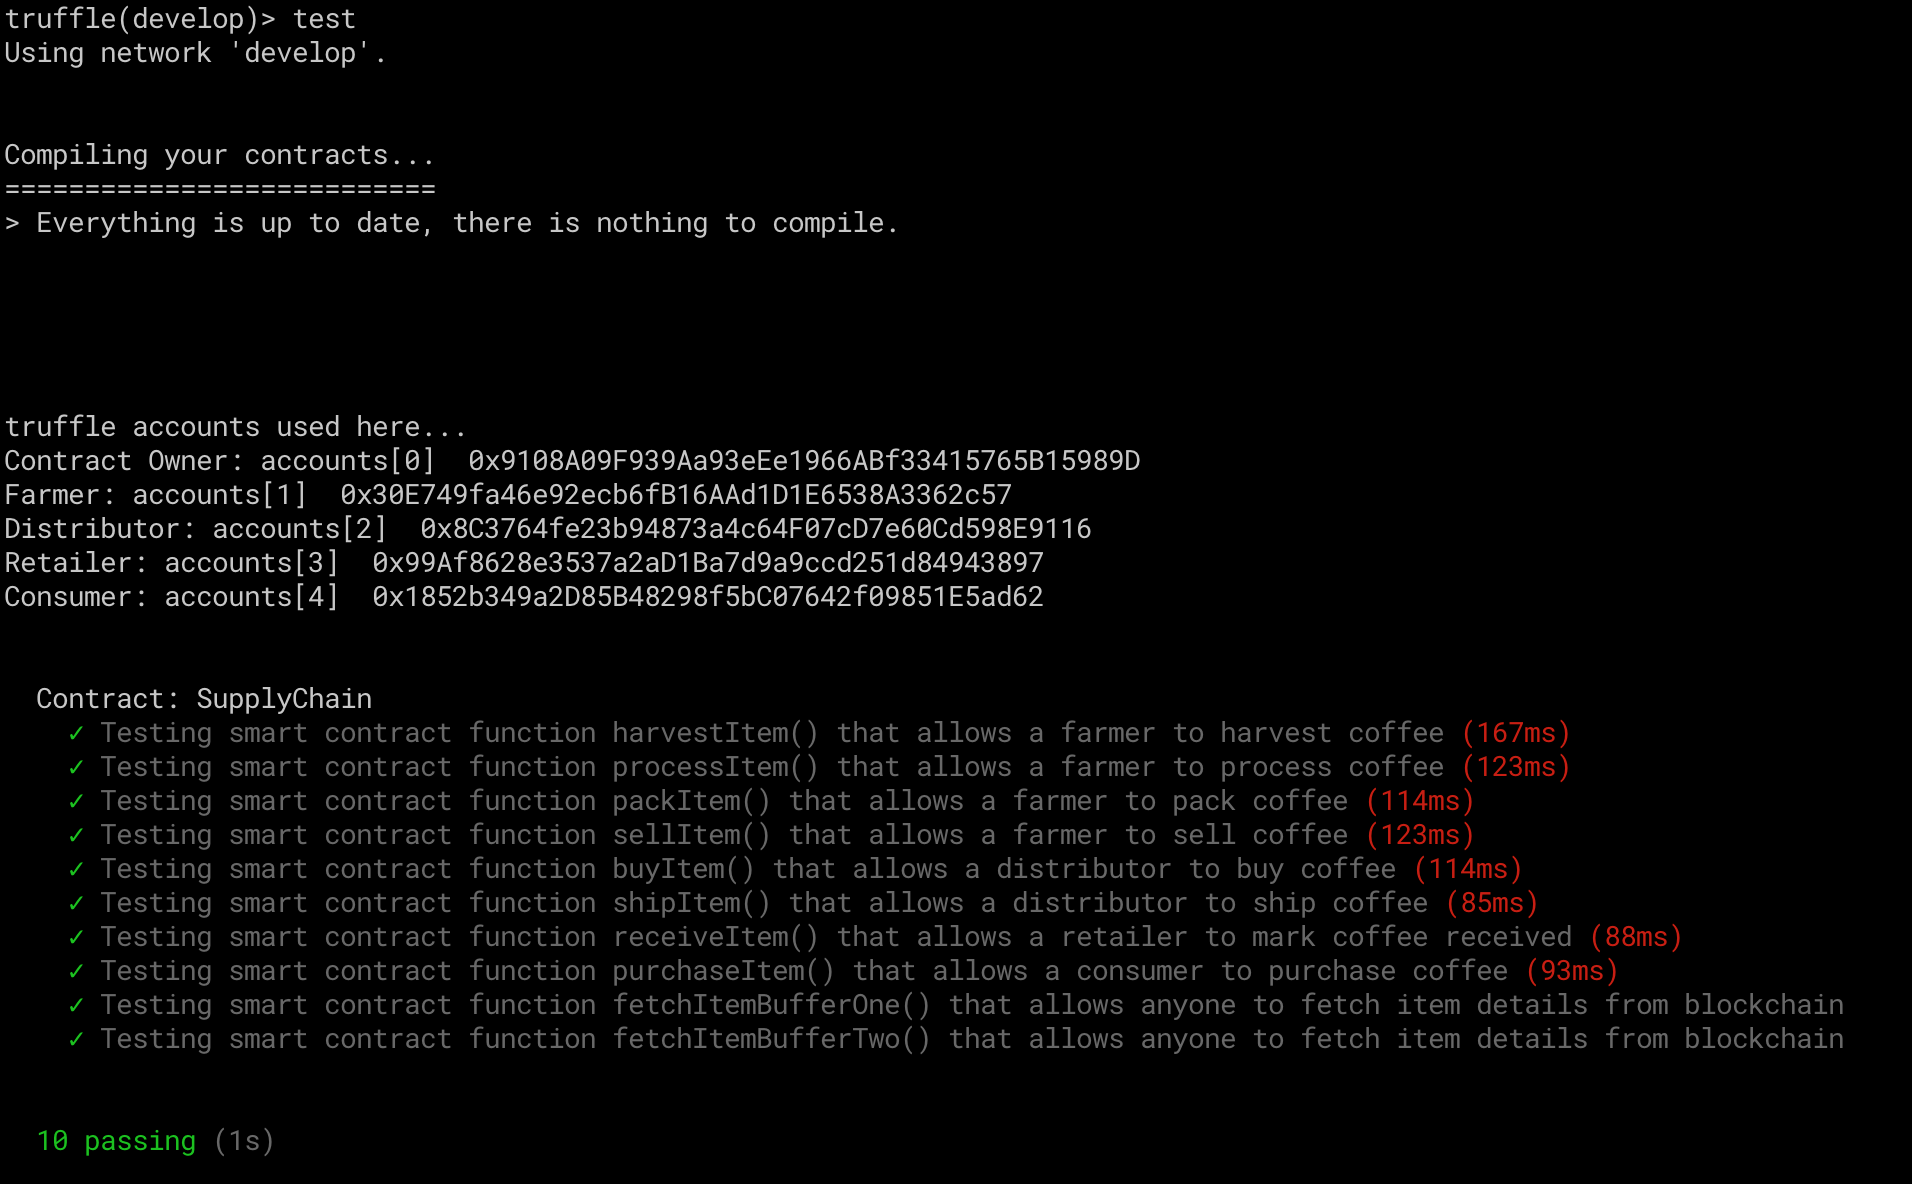 truffle(develop)> test
Using network 'develop'.
Compiling your contracts...
===========================
> Everything is up to date, there is nothing to compile.
truffle accounts used here...
Contract Owner: accounts[0]  0x9108A09F939Aa93eEe1966ABf33415765B15989D
Farmer: accounts[1]  0x30E749fa46e92ecb6fB16AAd1D1E6538A3362c57
Distributor: accounts[2]  0x8C3764fe23b94873a4c64F07cD7e60Cd598E9116
Retailer: accounts[3]  0x99Af8628e3537a2aD1Ba7d9a9ccd251d84943897
Consumer: accounts[4]  0x1852b349a2D85B48298f5bC07642f09851E5ad62
Contract: SupplyChain
✓ Testing smart contract function harvestItem() that allows a farmer to harvest coffee (167ms)
✓ Testing smart contract function processItem() that allows a farmer to process coffee (123ms)
✓ Testing smart contract function packItem() that allows a farmer to pack coffee (114ms)
✓ Testing smart contract function sellItem() that allows a farmer to sell coffee (123ms)
✓ Testing smart contract function buyItem() that allows a distributor to buy coffee (114ms)
✓ Testing smart contract function shipItem() that allows a distributor to ship coffee (85ms)
✓ Testing smart contract function receiveItem() that allows a retailer to mark coffee received (88ms)
✓ Testing smart contract function purchaseItem() that allows a consumer to purchase coffee (93ms)
✓ Testing smart contract function fetchItemBufferOne() that allows anyone to fetch item details from blockchain
✓ Testing smart contract function fetchItemBufferTwo() that allows anyone to fetch item details from blockchain
10 passing (1s)